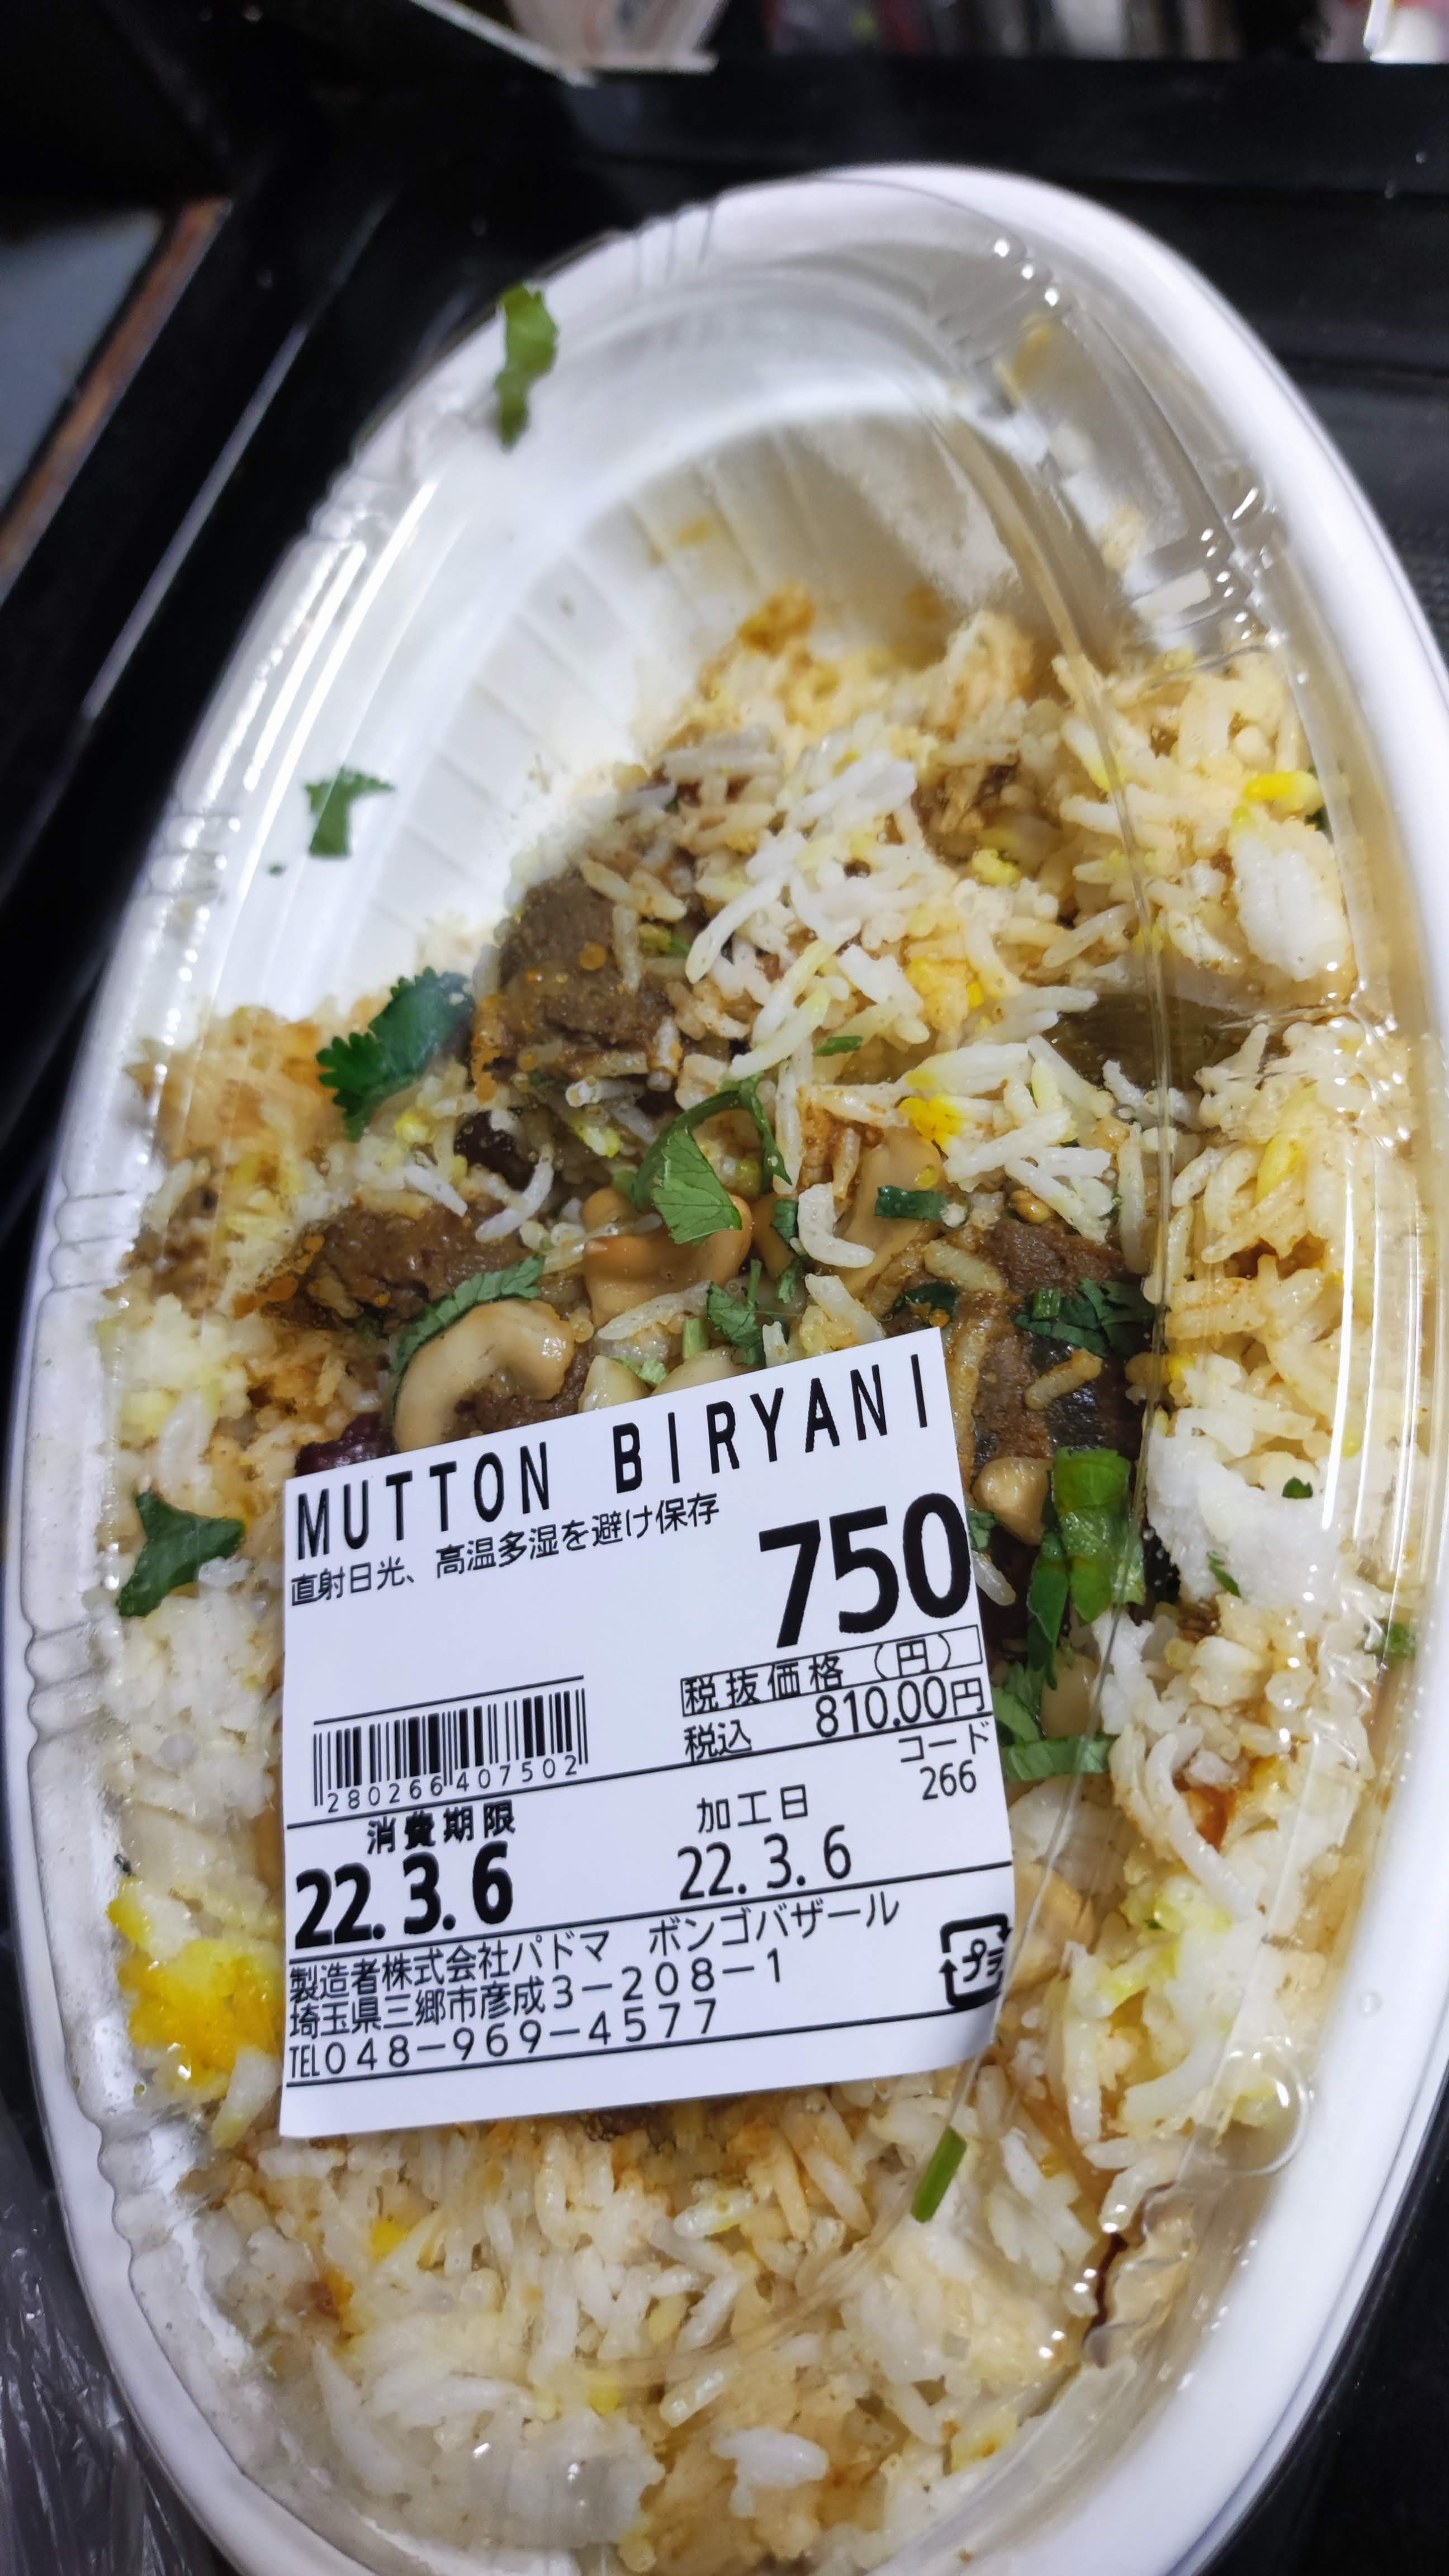 MUTTON BIRYANI
直射日光、高温多湿を避け保存
750
税抜価格（円）
税込 810.00円
280266407502
コード
266
消費期限 加工日
22.3.6 22.3.6
製造者株式会社パドマ ボンゴバザール
埼玉県三郷市彦成3－208－1
TEL048－969－4577
プラ